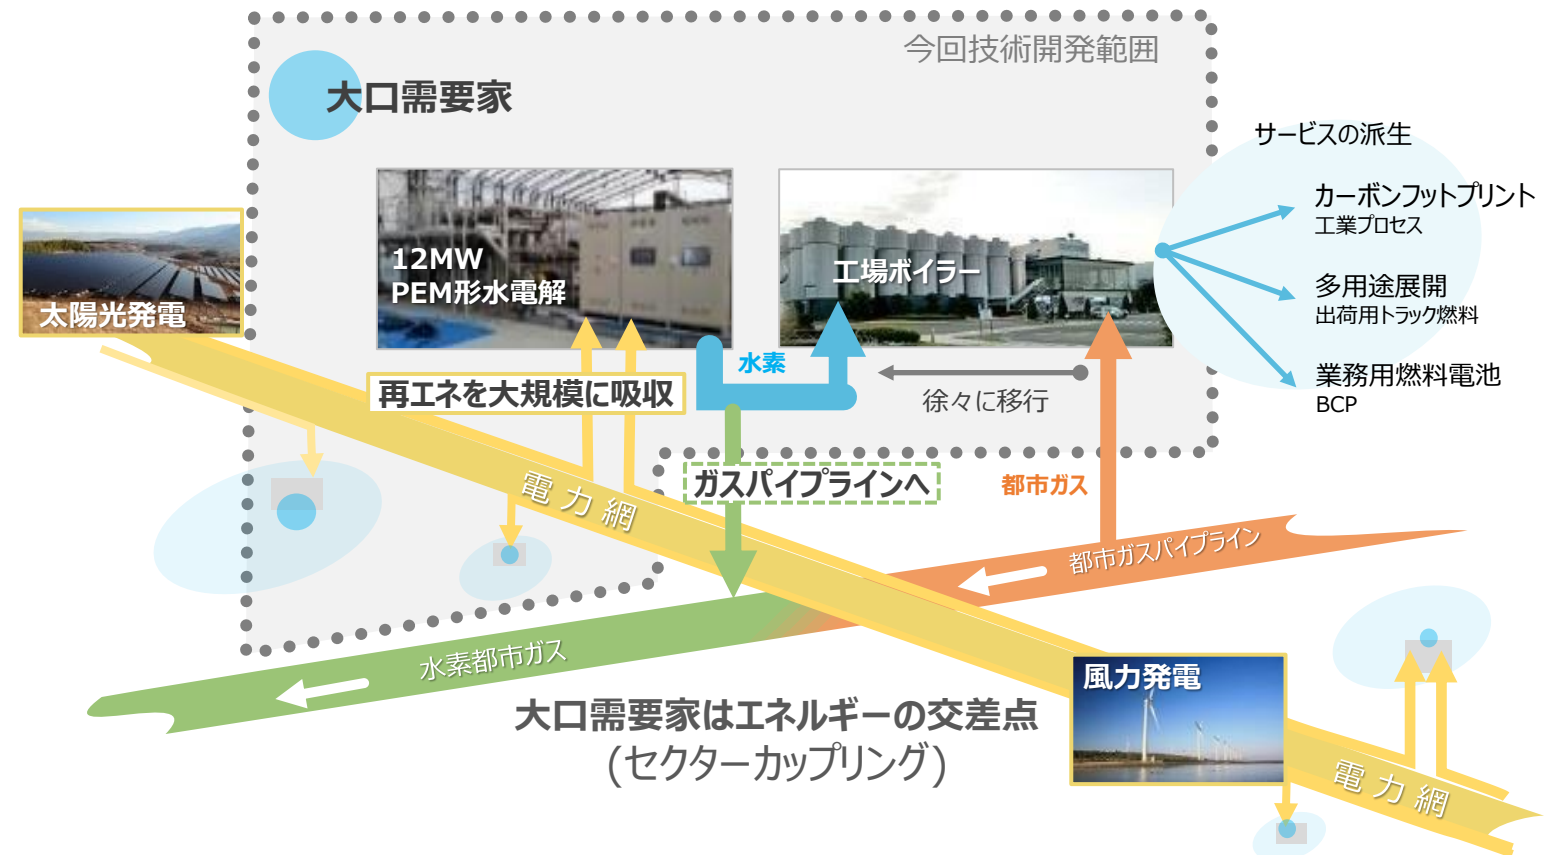 今回技術開発範囲
大口需要家
サービスの派生
カーボンフットプリント
工業プロセス
多用途展開
出荷用トラック燃料
業務用燃料電池
BCP
12MW
PEM形水電解
工場ボイラー
太陽光発電
水素
再エネを大規模に吸収
徐々に移行
ガスパイプラインへ
都市ガス
電力網
都市ガスパイプライン
水素都市ガス
風力発電
大口需要家はエネルギーの交差点
(セクターカップリング)
電力網